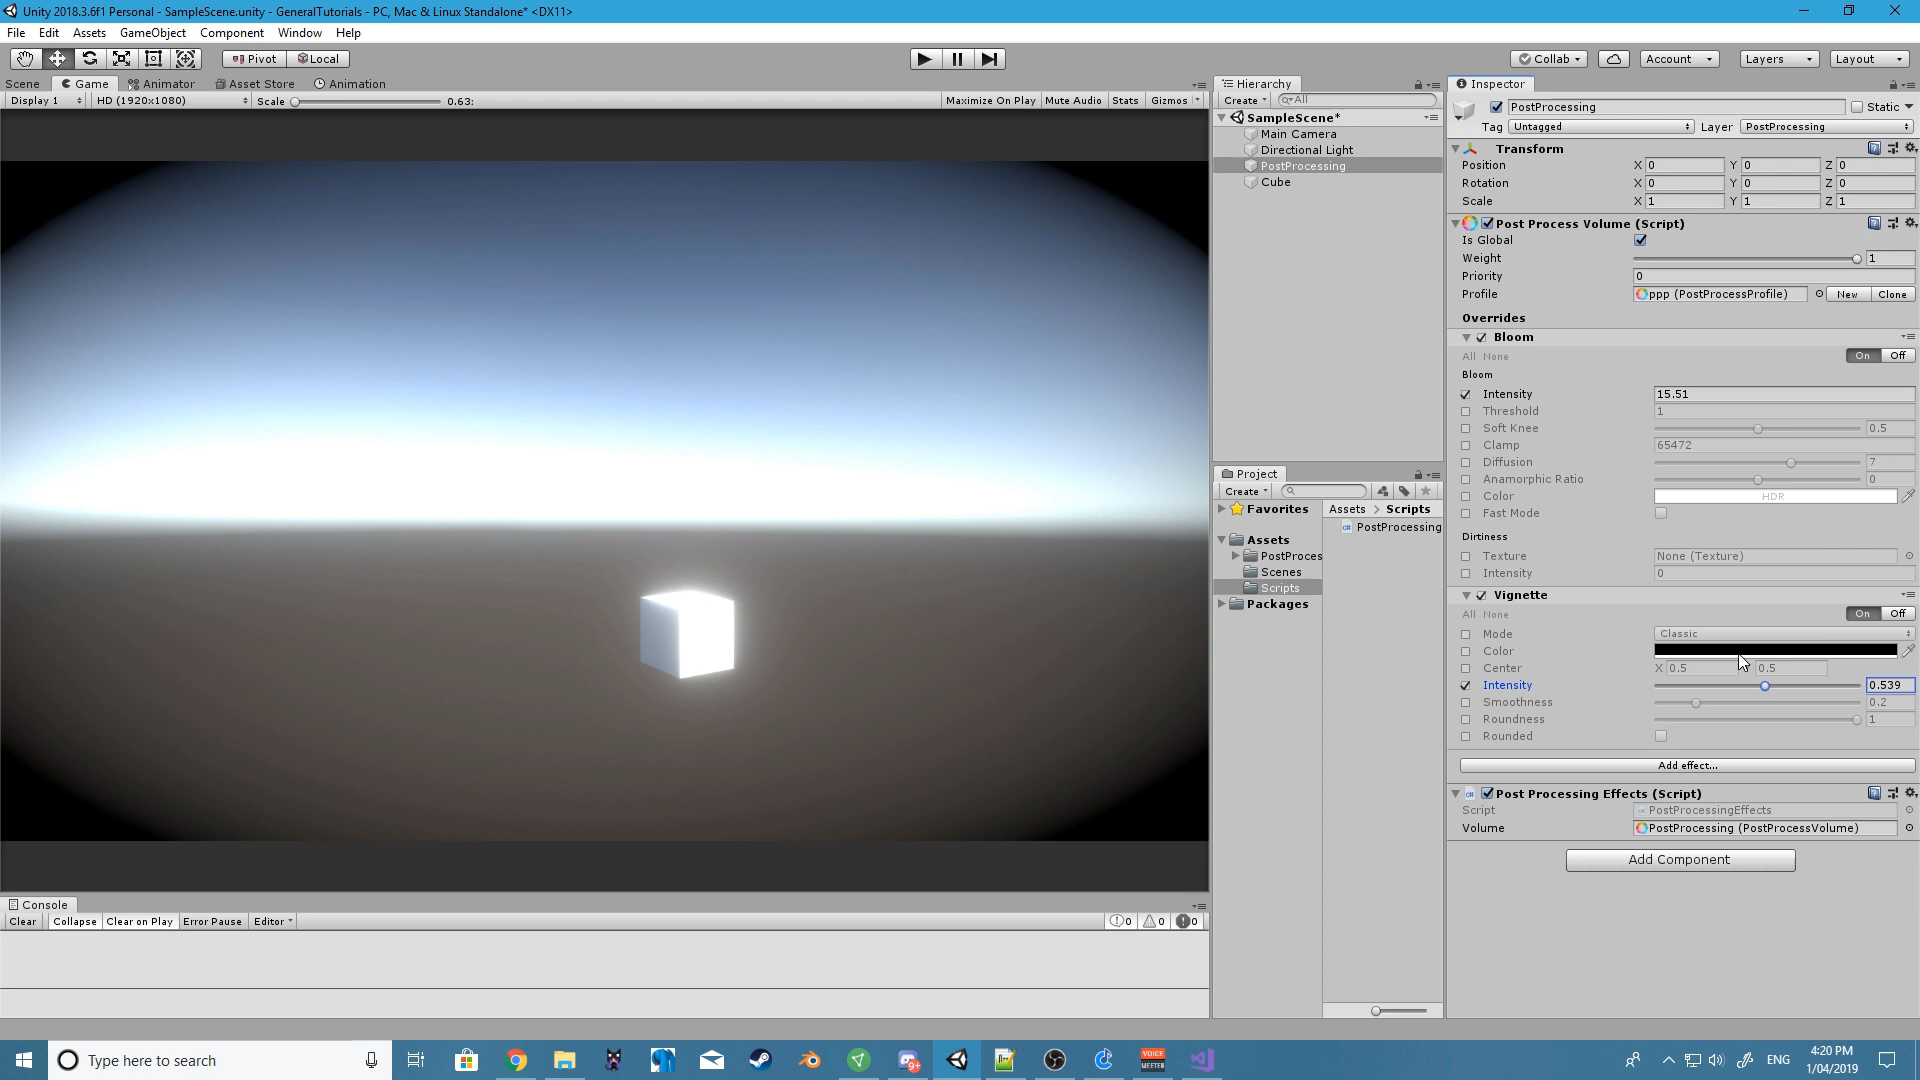 Unity 2018.3.6f1 Personal - SampleScene.unity - GeneralTutorials - PC, Mac & Linux Standalone* <DX11>
File Edit Assets GameObject Component Window Help
Pivot Local Collab Account Layers Layout
Scene Game Animator Asset Store Animation
Display 1 HD (1920x1080) Scale 0.63: Maximize On Play Mute Audio Stats Gizmos
Hierarchy
Create All
SampleScene*
Main Camera
Directional Light
PostProcessing
Cube
Project
Create
Favorites
Assets
PostProces
Scenes
Scripts
Packages
Assets > Scripts
PostProcessing
Inspector
PostProcessing Static
Tag Untagged Layer PostProcessing
Transform
Position X 0 Y 0 Z 0
Rotation X 0 Y 0 Z 0
Scale X 1 Y 1 Z 1
Post Process Volume (Script)
Is Global
Weight 1
Priority 0
Profile ppp (PostProcessProfile) New Clone
Overrides
Bloom
All None On Off
Bloom
Intensity 15.51
Threshold 1
Soft Knee 0.5
Clamp 65472
Diffusion 7
Anamorphic Ratio 0
Color HDR
Fast Mode
Dirtiness
Texture None (Texture)
Intensity 0
Vignette
All None On Off
Mode Classic
Color
Center X 0.5 0.5
Intensity 0.539
Smoothness 0.2
Roundness 1
Rounded
Add effect...
Post Processing Effects (Script)
Script PostProcessingEffects
Volume PostProcessing (PostProcessVolume)
Add Component
Console
Clear Collapse Clear on Play Error Pause Editor 0 0 0
Type here to search
9+
VOICE
MEETER
ENG
4:20 PM
1/04/2019